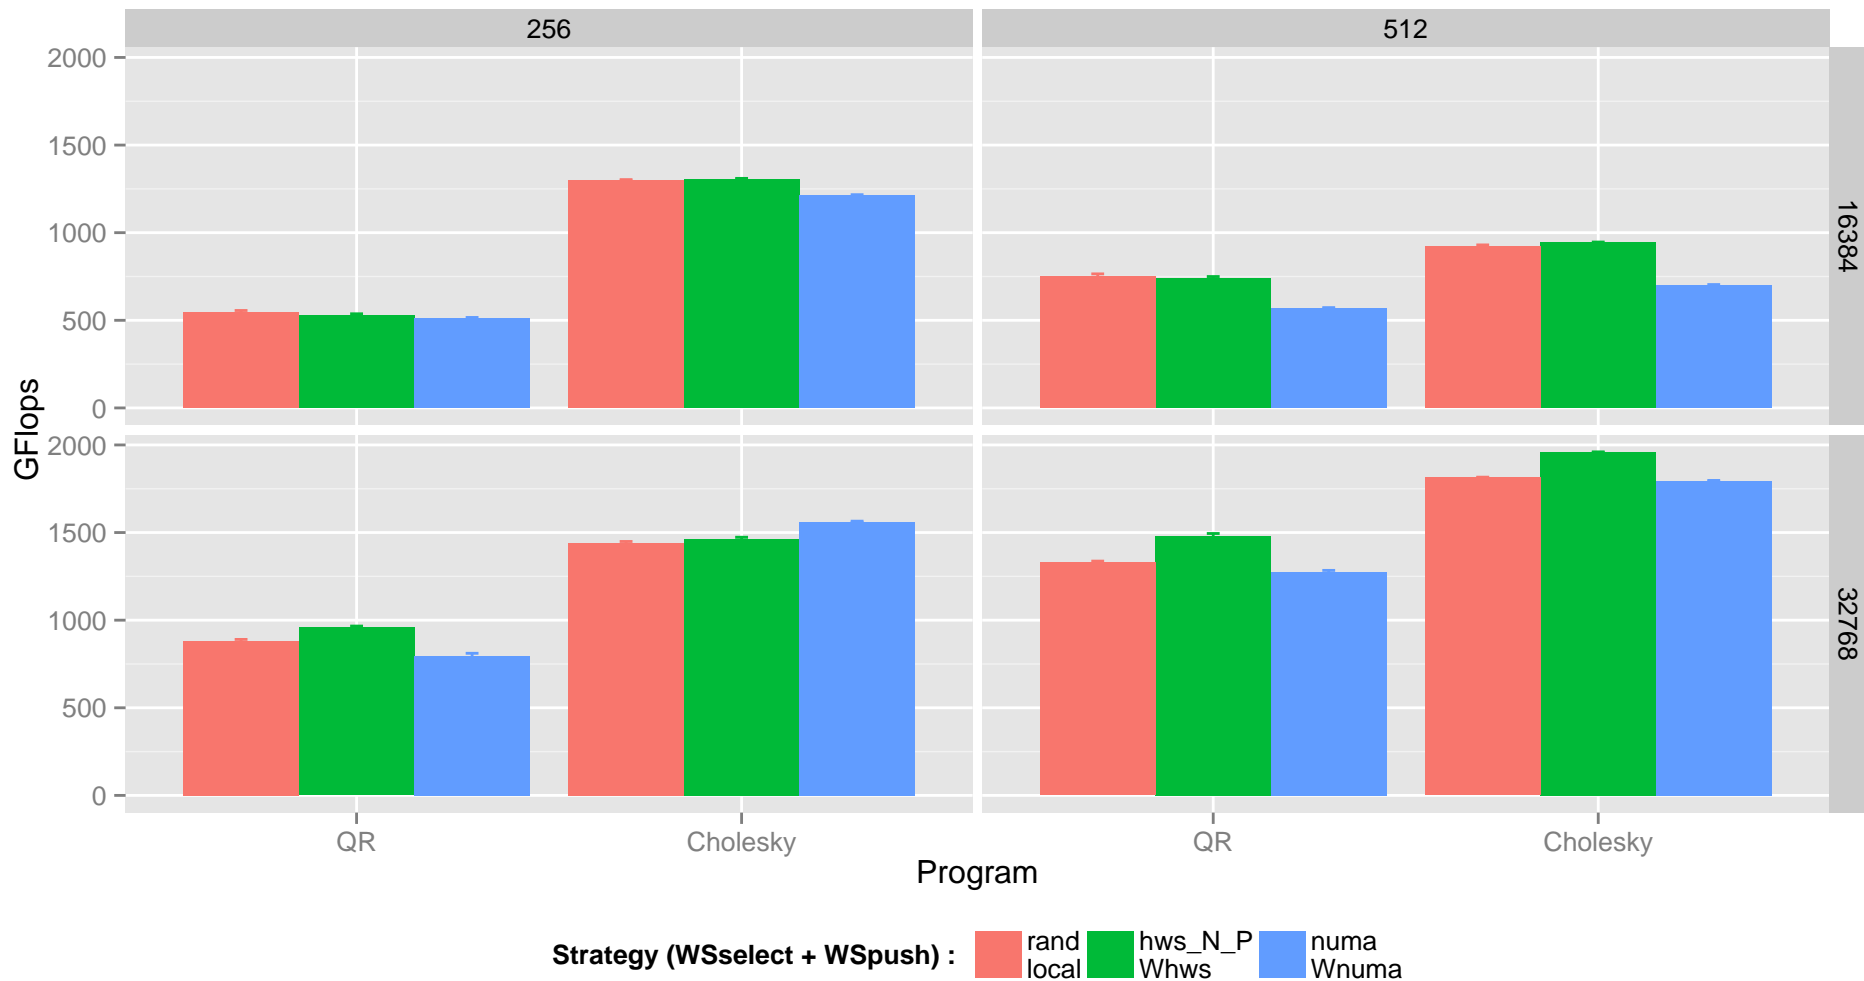 256
512
2000
1500
1000
500
0
16384
2000
1500
1000
500
0
32768
GFlops
QR
Cholesky
QR
Cholesky
Program
Strategy (WSselect + WSpush) :
rand
local
hws_N_P
Whws
numa
Wnuma